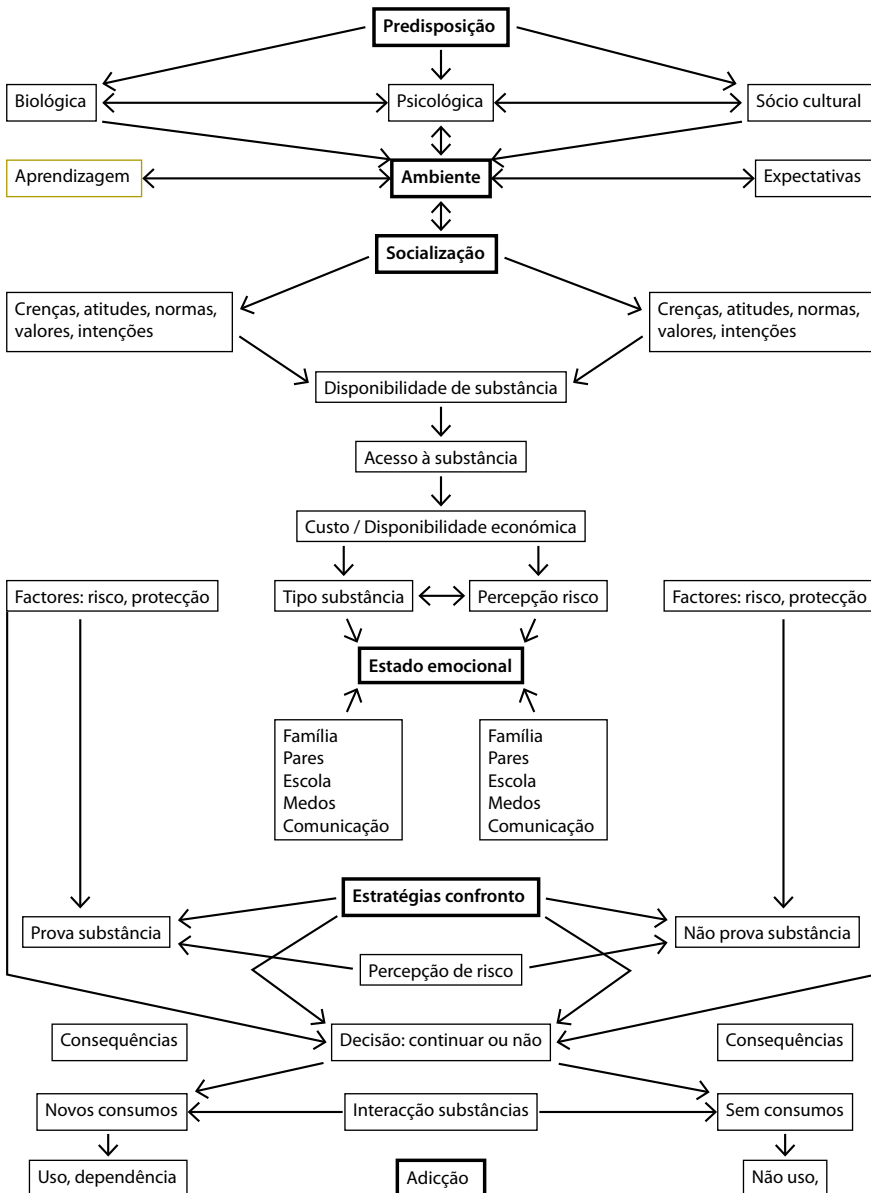 Predisposição
Biológica
Psicológica
Sócio cultural
Aprendizagem
Ambiente
Expectativas
Socialização
Crenças, atitudes, normas,
valores, intenções
Crenças, atitudes, normas,
valores, intenções
Disponibilidade de substância
Acesso à substância
Custo / Disponibilidade económica
Factores: risco, protecção
Tipo substância
Percepção risco
Factores: risco, protecção
Estado emocional
Família
Pares
Escola
Medos
Comunicação
Família
Pares
Escola
Medos
Comunicação
Estratégias confronto
Prova substância
Não prova substância
Percepção de risco
Consequências
Decisão: continuar ou não
Consequências
Novos consumos
Interacção substâncias
Sem consumos
Uso, dependência
Adicção
Não uso,